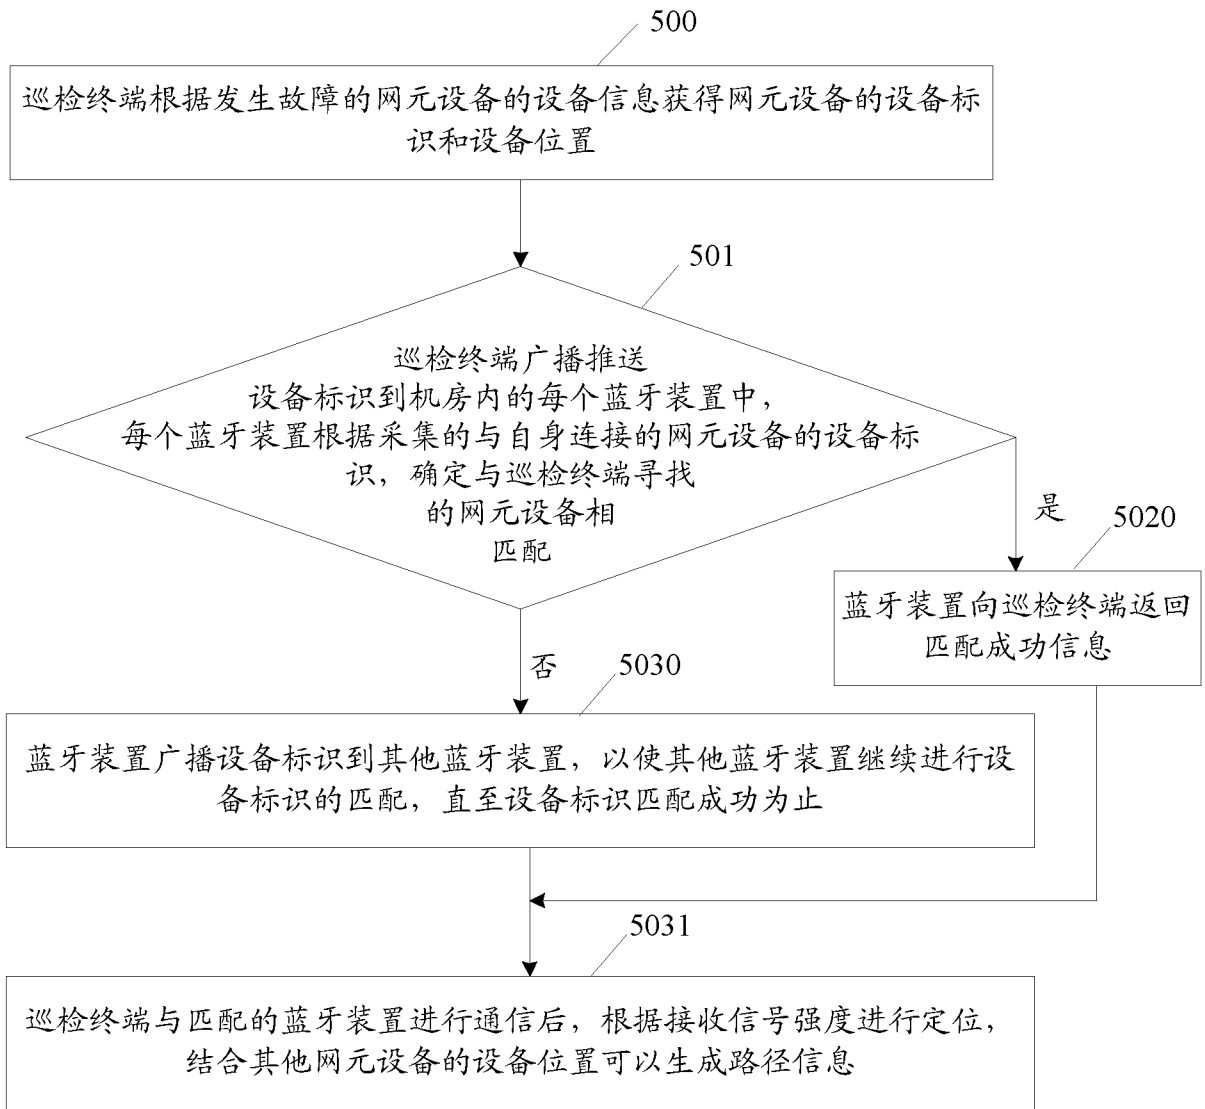 500
巡检终端根据发生故障的网元设备的设备信息获得网元设备的设备标
识和设备位置
501
巡检终端广播推送
设备标识到机房内的每个蓝牙装置中，
每个蓝牙装置根据采集的与自身连接的网元设备的设备标
识，确定与巡检终端寻找
的网元设备相
匹配
是
5020
蓝牙装置向巡检终端返回
匹配成功信息
否
5030
蓝牙装置广播设备标识到其他蓝牙装置，以使其他蓝牙装置继续进行设
备标识的匹配，直至设备标识匹配成功为止
5031
巡检终端与匹配的蓝牙装置进行通信后，根据接收信号强度进行定位，
结合其他网元设备的设备位置可以生成路径信息